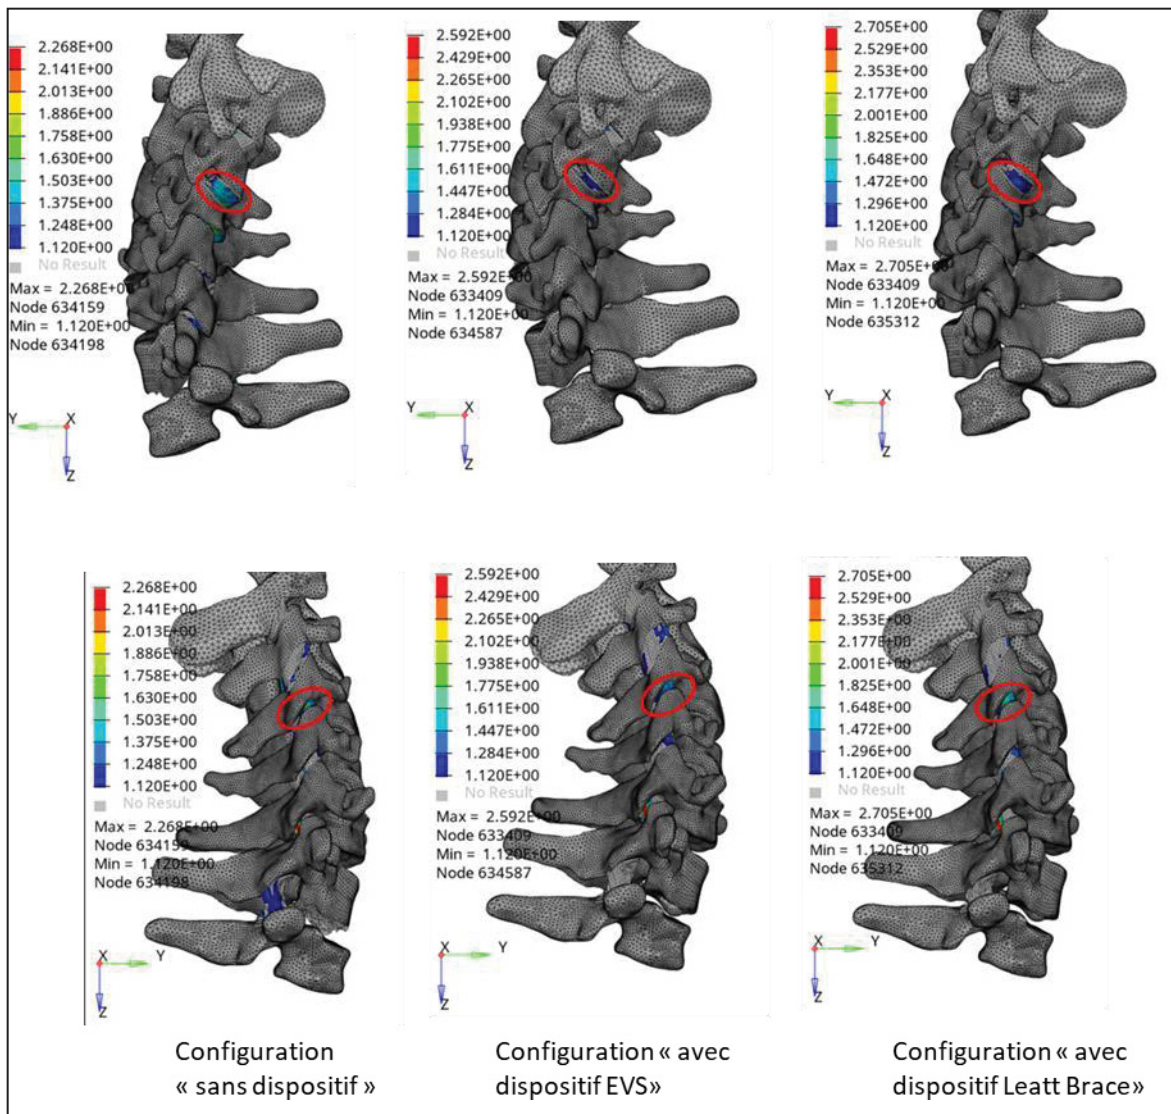 2.268E+00
2.141E+00
2.013E+00
1.886E+00
1.758E+00
1.630E+00
1.503E+00
1.375E+00
1.248E+00
1.120E+00
No Result
Max = 2.268E+00
Node 634159
Min = 1.120E+00
Node 634198
Y
X
Z
2.592E+00
2.429E+00
2.265E+00
2.102E+00
1.938E+00
1.775E+00
1.611E+00
1.447E+00
1.284E+00
1.120E+00
No Result
Max = 2.592E+00
Node 633409
Min = 1.120E+00
Node 634587
Y
X
Z
2.705E+00
2.529E+00
2.353E+00
2.177E+00
2.001E+00
1.825E+00
1.648E+00
1.472E+00
1.296E+00
1.120E+00
No Result
Max = 2.705E+00
Node 633409
Min = 1.120E+00
Node 635312
Y
X
Z
2.268E+00
2.141E+00
2.013E+00
1.886E+00
1.758E+00
1.630E+00
1.503E+00
1.375E+00
1.248E+00
1.120E+00
No Result
Max = 2.268E+00
Node 634159
Min = 1.120E+00
Node 634198
X
Y
Z
2.592E+00
2.429E+00
2.265E+00
2.102E+00
1.938E+00
1.775E+00
1.611E+00
1.447E+00
1.284E+00
1.120E+00
No Result
Max = 2.592E+00
Node 633409
Min = 1.120E+00
Node 634587
X
Y
Z
2.705E+00
2.529E+00
2.353E+00
2.177E+00
2.001E+00
1.825E+00
1.648E+00
1.472E+00
1.296E+00
1.120E+00
No Result
Max = 2.705E+00
Node 633409
Min = 1.120E+00
Node 635312
X
Y
Z
Configuration
« sans dispositif »
Configuration « avec
dispositif EVS»
Configuration « avec
dispositif Leatt Brace»